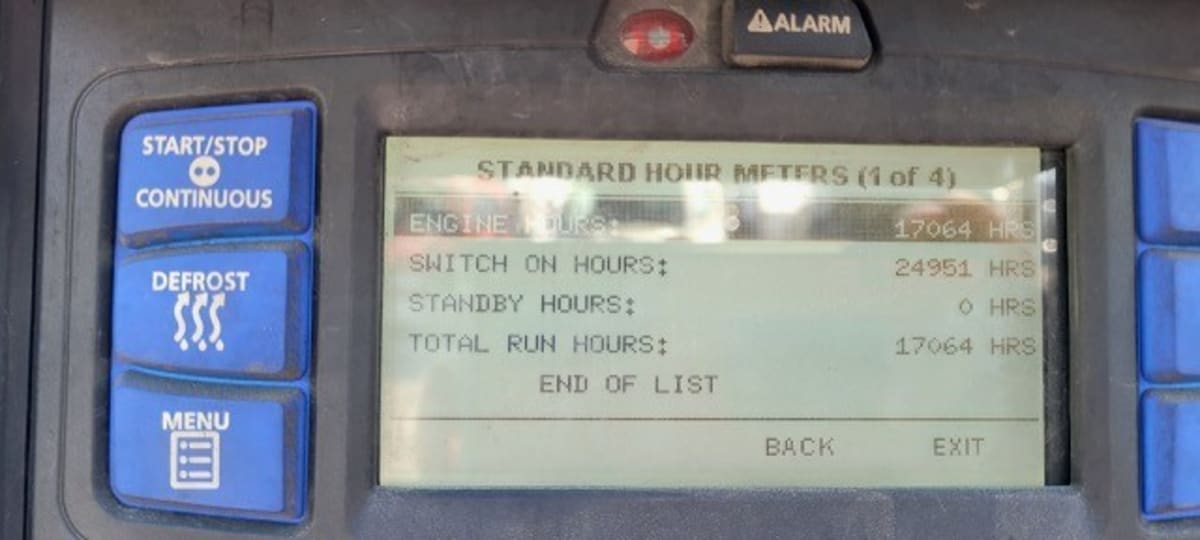 ALARM
START/STOP
CONTINUOUS
DEFROST
MENU
STANDARD HOUR METERS (1 of 4)
ENGINE HOURS: 17064 HRS
SWITCH ON HOURS: 24951 HRS
STANDBY HOURS: 0 HRS
TOTAL RUN HOURS: 17064 HRS
END OF LIST
BACK EXIT